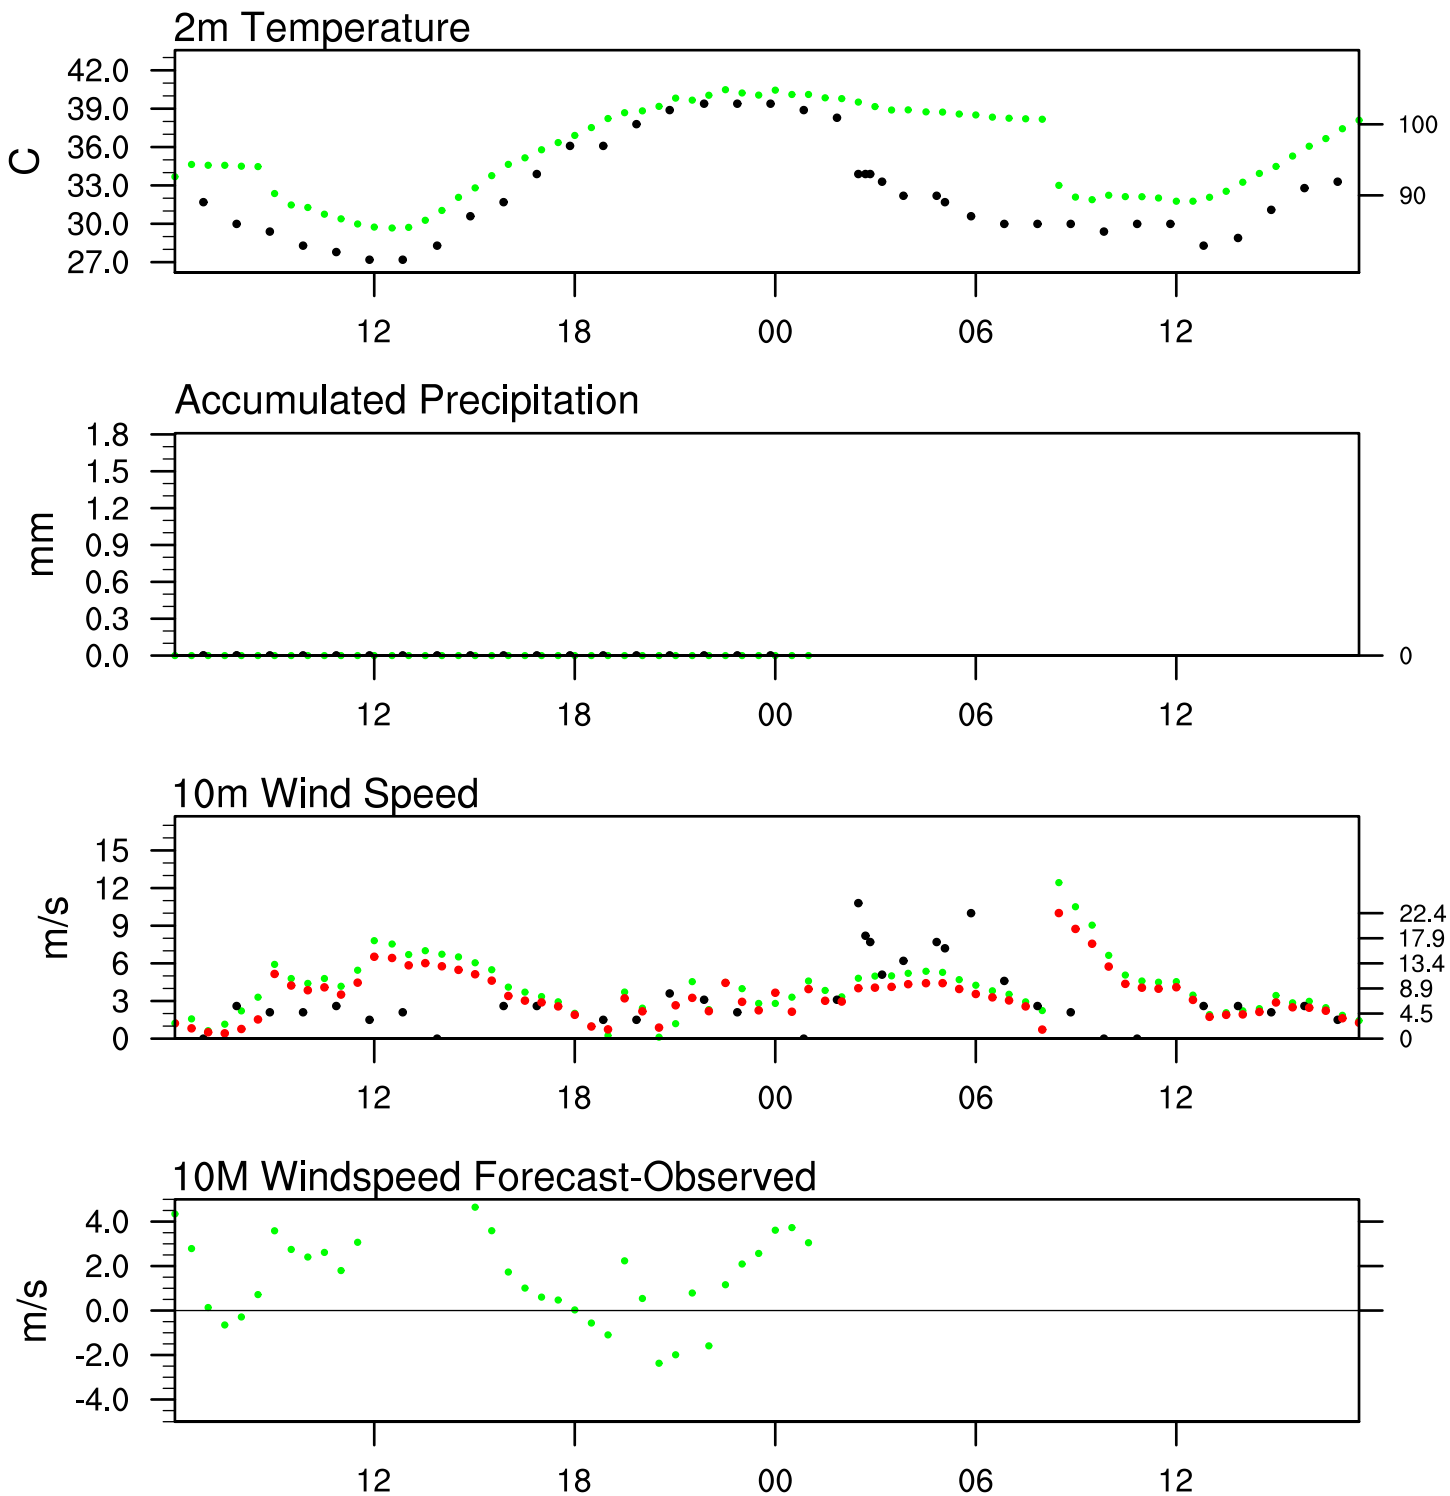 2m Temperature
42.0
39.0
36.0
33.0
30.0
27.0
C
100
90
12 18 00 06 12
Accumulated Precipitation
1.8
1.5
1.2
0.9
0.6
0.3
0.0
mm
0
12 18 00 06 12
10m Wind Speed
15
12
9
6
3
0
m/s
22.4
17.9
13.4
8.9
4.5
0
12 18 00 06 12
10M Windspeed Forecast-Observed
4.0
2.0
0.0
-2.0
-4.0
m/s
12 18 00 06 12